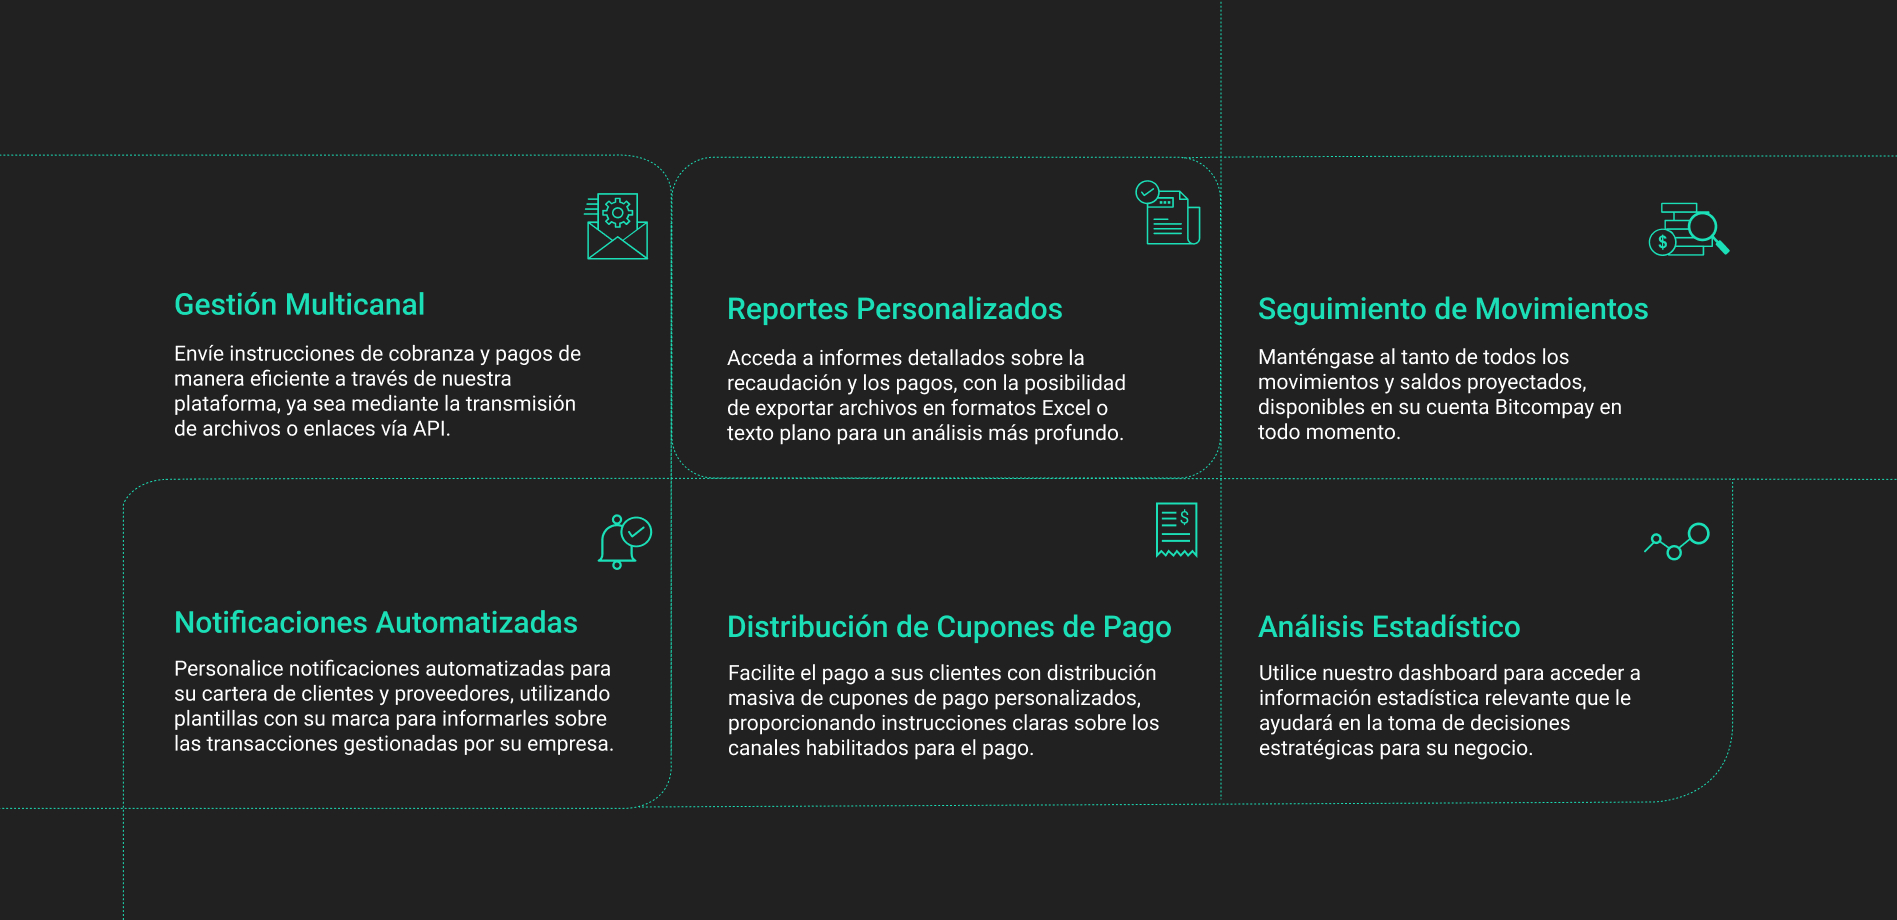 Gestión Multicanal
Envíe instrucciones de cobranza y pagos de
manera eficiente a través de nuestra
plataforma, ya sea mediante la transmisión
de archivos o enlaces vía API.
Reportes Personalizados
Acceda a informes detallados sobre la
recaudación y los pagos, con la posibilidad
de exportar archivos en formatos Excel o
texto plano para un análisis más profundo.
$
Seguimiento de Movimientos
Manténgase al tanto de todos los
movimientos y saldos proyectados,
disponibles en su cuenta Bitcompay en
todo momento.
Notificaciones Automatizadas
Personalice notificaciones automatizadas para
su cartera de clientes y proveedores, utilizando
plantillas con su marca para informarles sobre
las transacciones gestionadas por su empresa.
$
Distribución de Cupones de Pago
Facilite el pago a sus clientes con distribución
masiva de cupones de pago personalizados,
proporcionando instrucciones claras sobre los
canales habilitados para el pago.
Análisis Estadístico
Utilice nuestro dashboard para acceder a
información estadística relevante que le
ayudará en la toma de decisiones
estratégicas para su negocio.